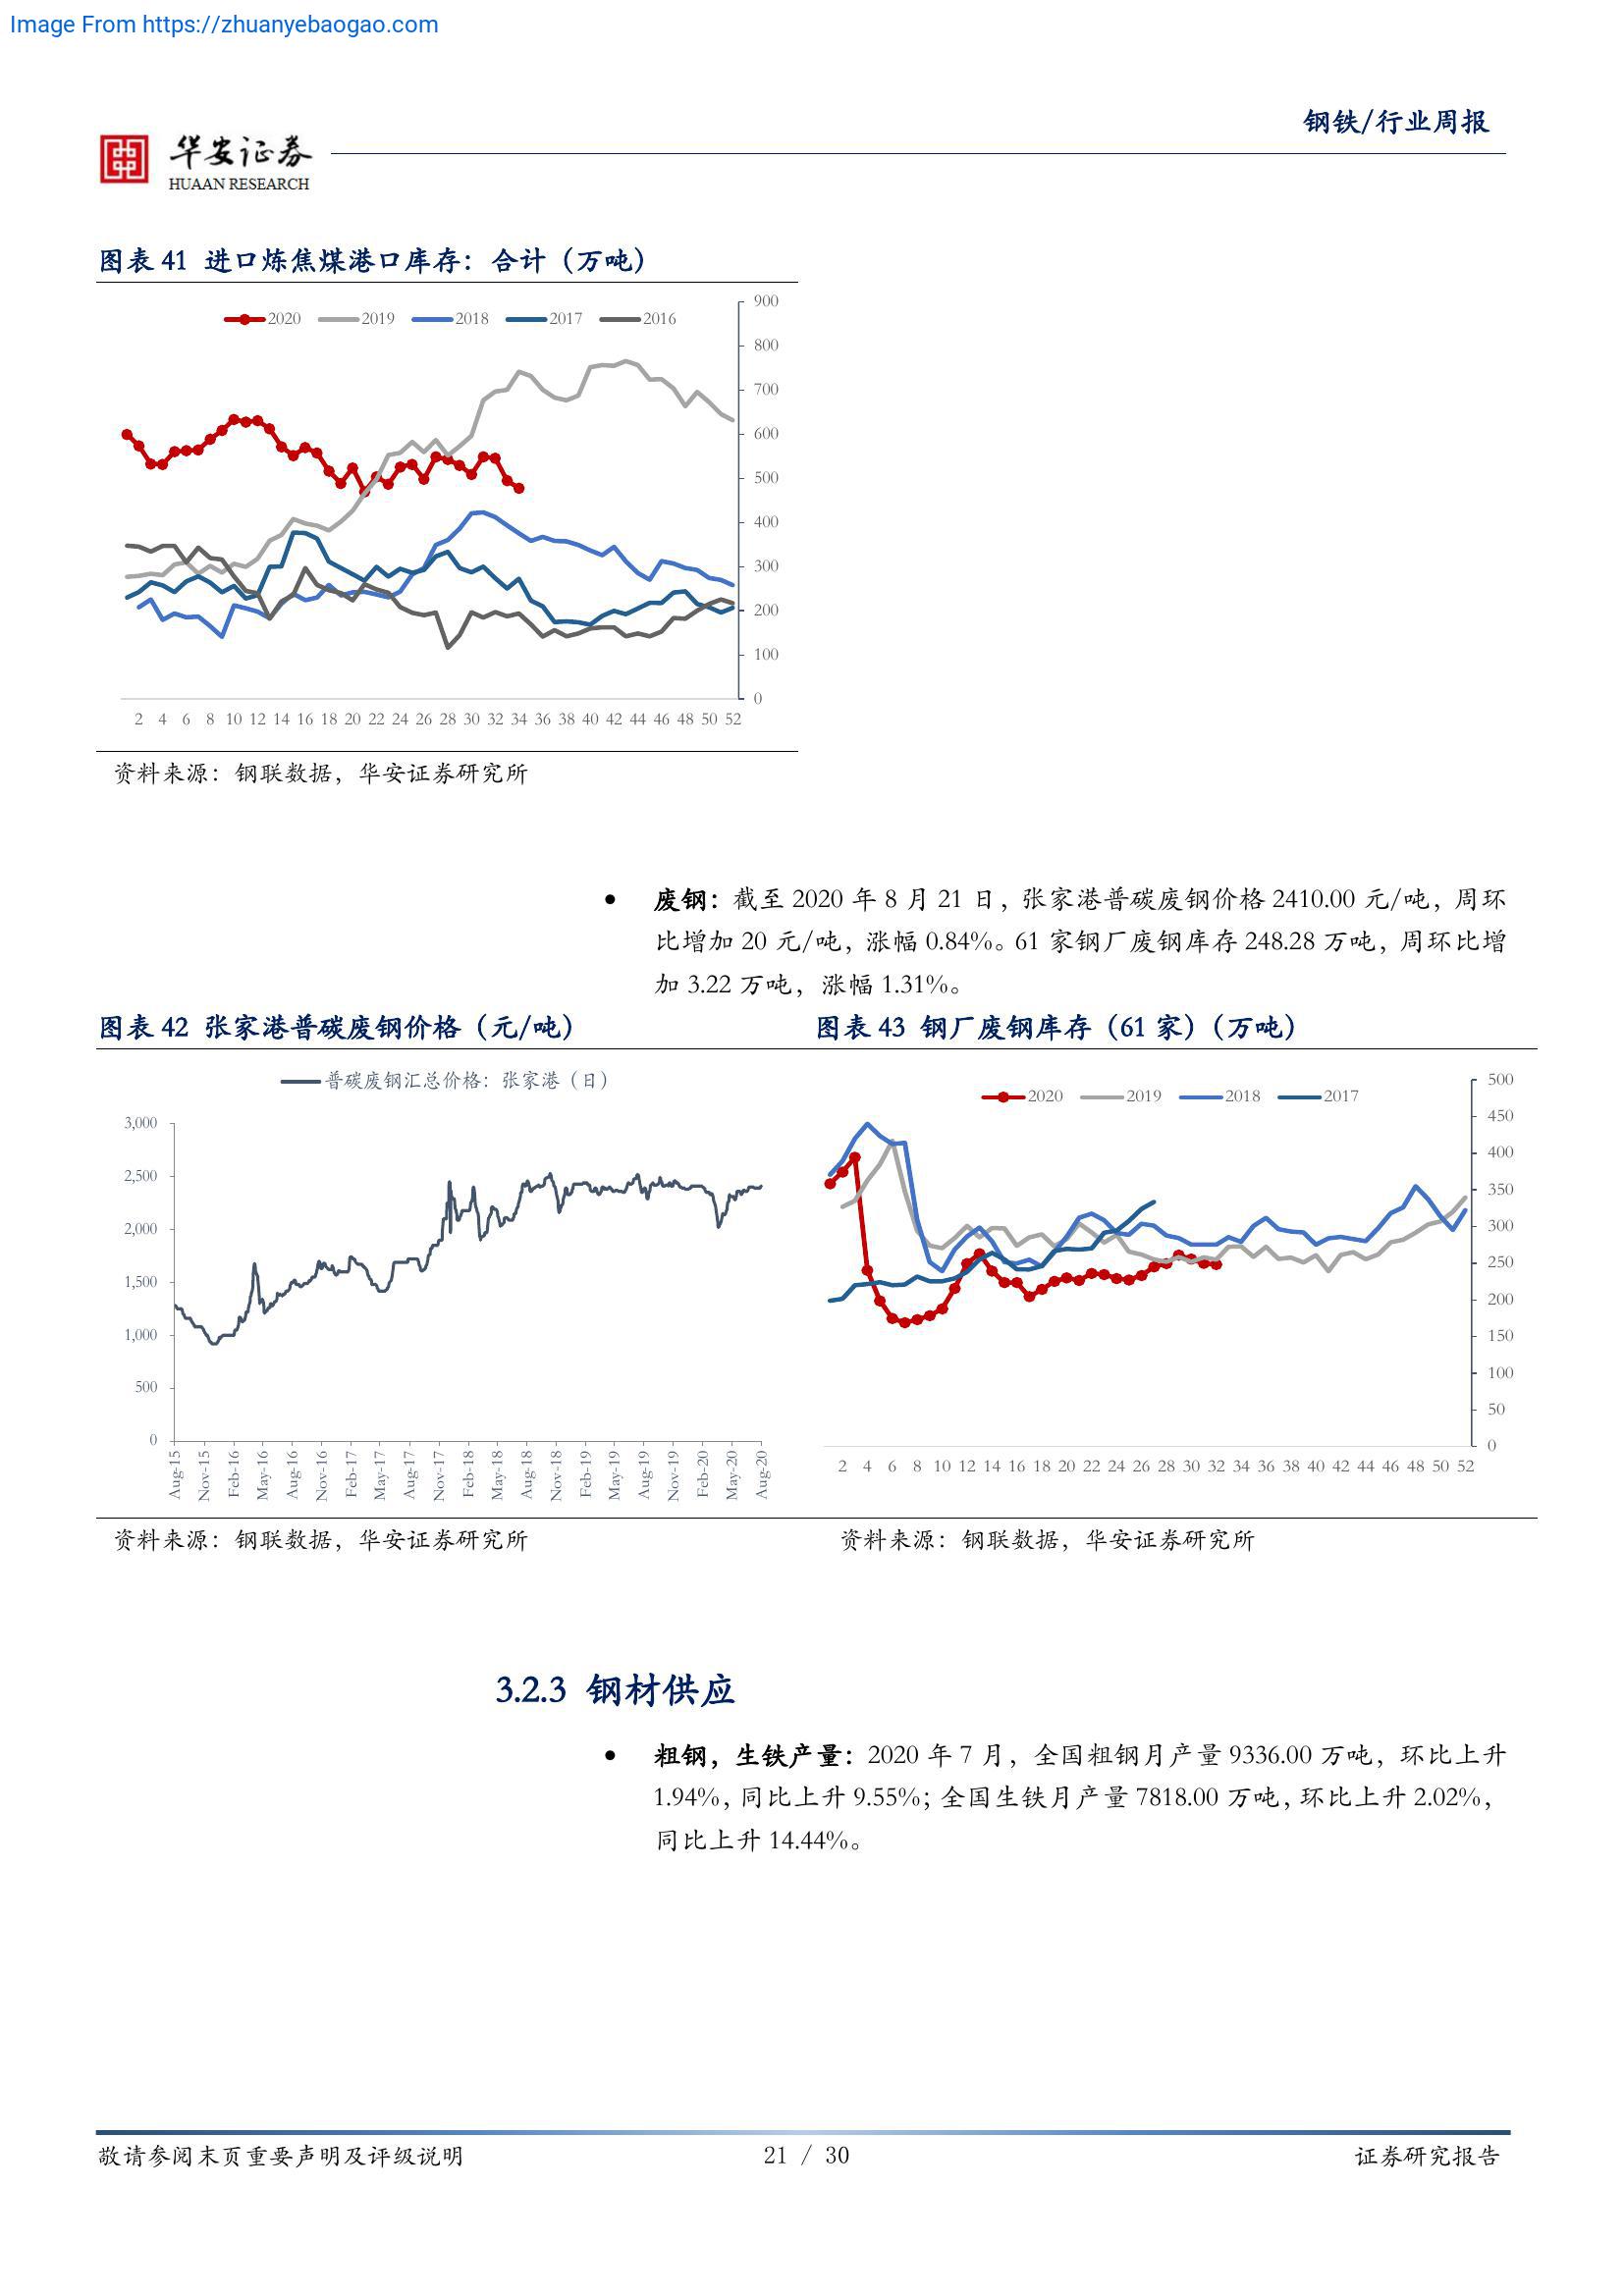 Image From https://zhuanyebaogao.com
钢铁/行业周报
华安证券
HUAAN RESEARCH
图表 41 进口炼焦煤港口库存：合计（万吨）
2020 2019 2018 2017 2016
900
800
700
600
500
400
300
200
100
0
2 4 6 8 10 12 14 16 18 20 22 24 26 28 30 32 34 36 38 40 42 44 46 48 50 52
资料来源：钢联数据，华安证券研究所
• 废钢：截至 2020 年 8 月 21 日，张家港普碳废钢价格 2410.00 元/吨，周环
比增加 20 元/吨，涨幅 0.84%。61 家钢厂废钢库存 248.28 万吨，周环比增
加 3.22 万吨，涨幅 1.31%。
图表 42 张家港普碳废钢价格（元/吨）
普碳废钢汇总价格：张家港（日）
3,000
2,500
2,000
1,500
1,000
500
0
Aug-15 Nov-15 Feb-16 May-16 Aug-16 Nov-16 Feb-17 May-17 Aug-17 Nov-17 Feb-18 May-18 Aug-18 Nov-18 Feb-19 May-19 Aug-19 Nov-19 Feb-20 May-20 Aug-20
资料来源：钢联数据，华安证券研究所
图表 43 钢厂废钢库存（61 家）（万吨）
2020 2019 2018 2017
500
450
400
350
300
250
200
150
100
50
0
2 4 6 8 10 12 14 16 18 20 22 24 26 28 30 32 34 36 38 40 42 44 46 48 50 52
资料来源：钢联数据，华安证券研究所
3.2.3 钢材供应
• 粗钢，生铁产量：2020 年 7 月，全国粗钢月产量 9336.00 万吨，环比上升
1.94%，同比上升 9.55%；全国生铁月产量 7818.00 万吨，环比上升 2.02%，
同比上升 14.44%。
敬请参阅末页重要声明及评级说明
21 / 30
证券研究报告